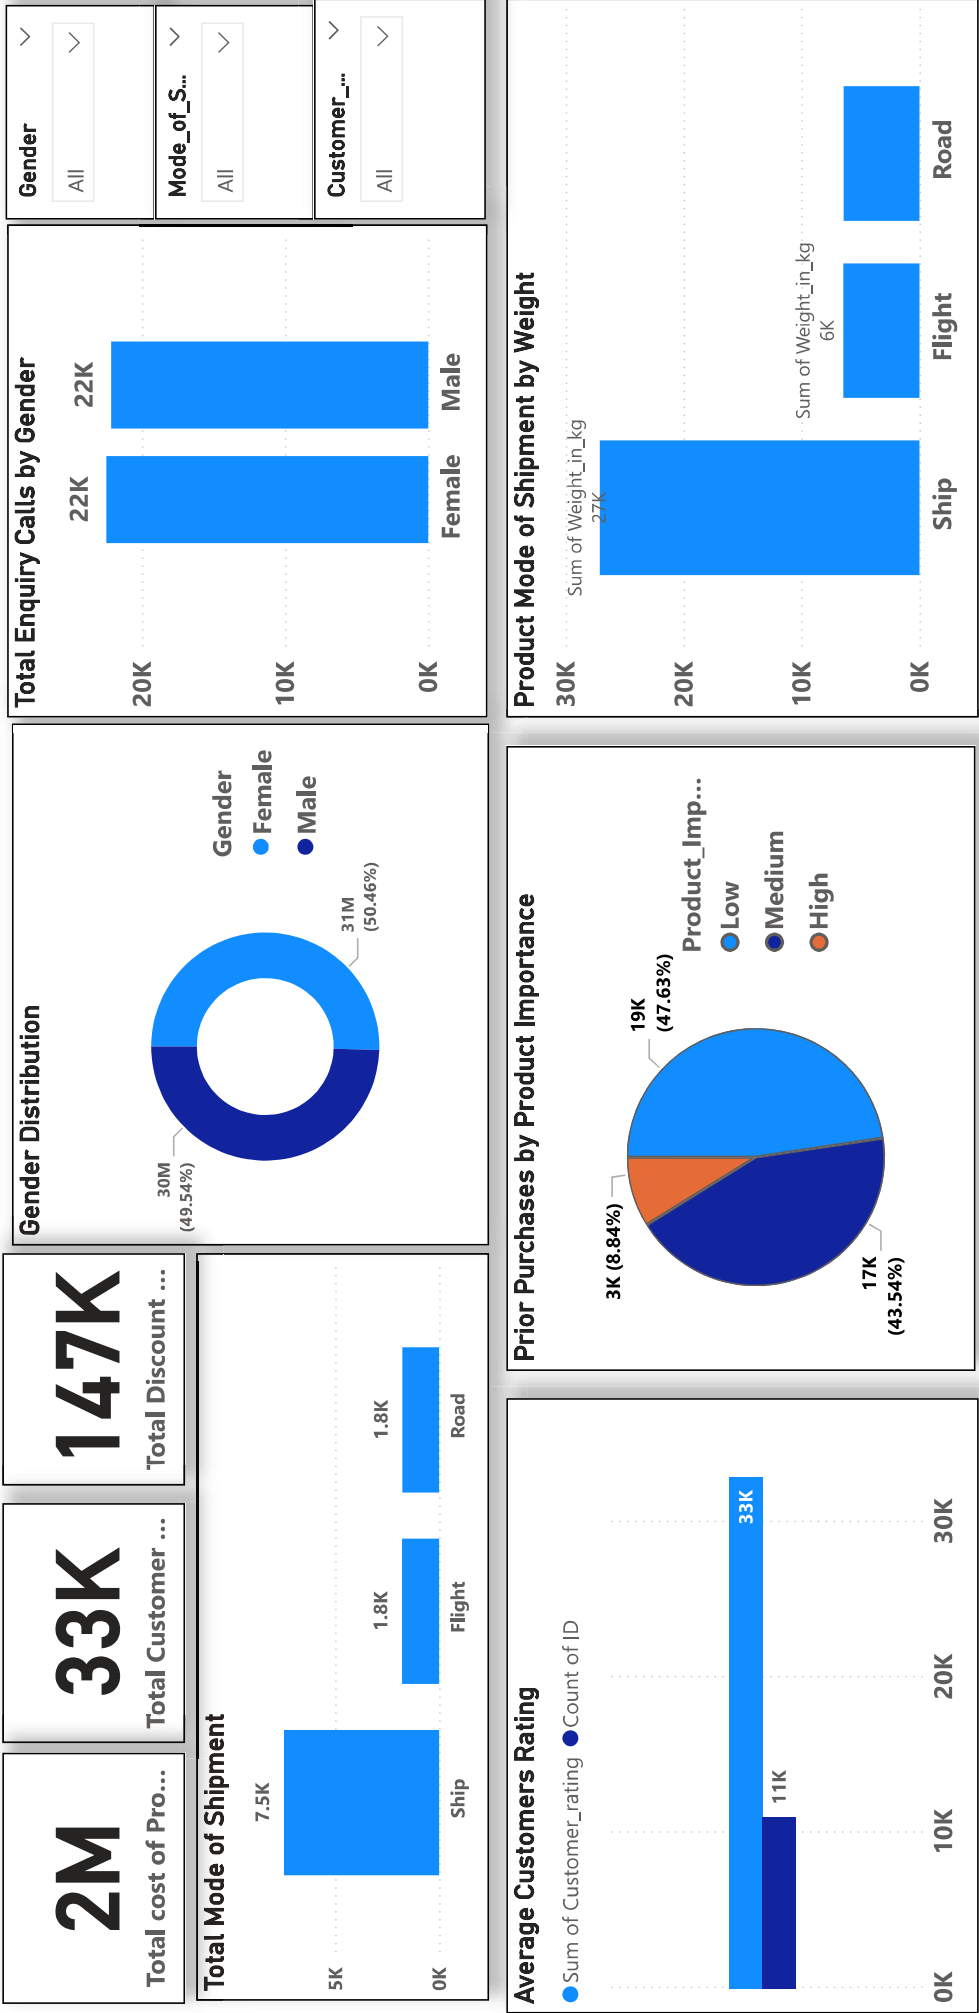 2M
Total cost of Pro...
33K
Total Customer ...
147K
Total Discount ...
Total Mode of Shipment
5K
0K
7.5K
1.8K
1.8K
Ship
Flight
Road
Gender Distribution
30M
(49.54%)
31M
(50.46%)
Gender
Female
Male
Total Enquiry Calls by Gender
20K
10K
0K
22K
22K
Female
Male
Gender
All
Mode_of_S...
All
Customer_...
All
Average Customers Rating
Sum of Customer_rating
Count of ID
33K
11K
0K
10K
20K
30K
Prior Purchases by Product Importance
3K (8.84%)
19K
(47.63%)
17K
(43.54%)
Product_Imp...
Low
Medium
High
Product Mode of Shipment by Weight
30K
20K
10K
0K
Sum of Weight_in_kg
27K
Sum of Weight_in_kg
6K
Ship
Flight
Road